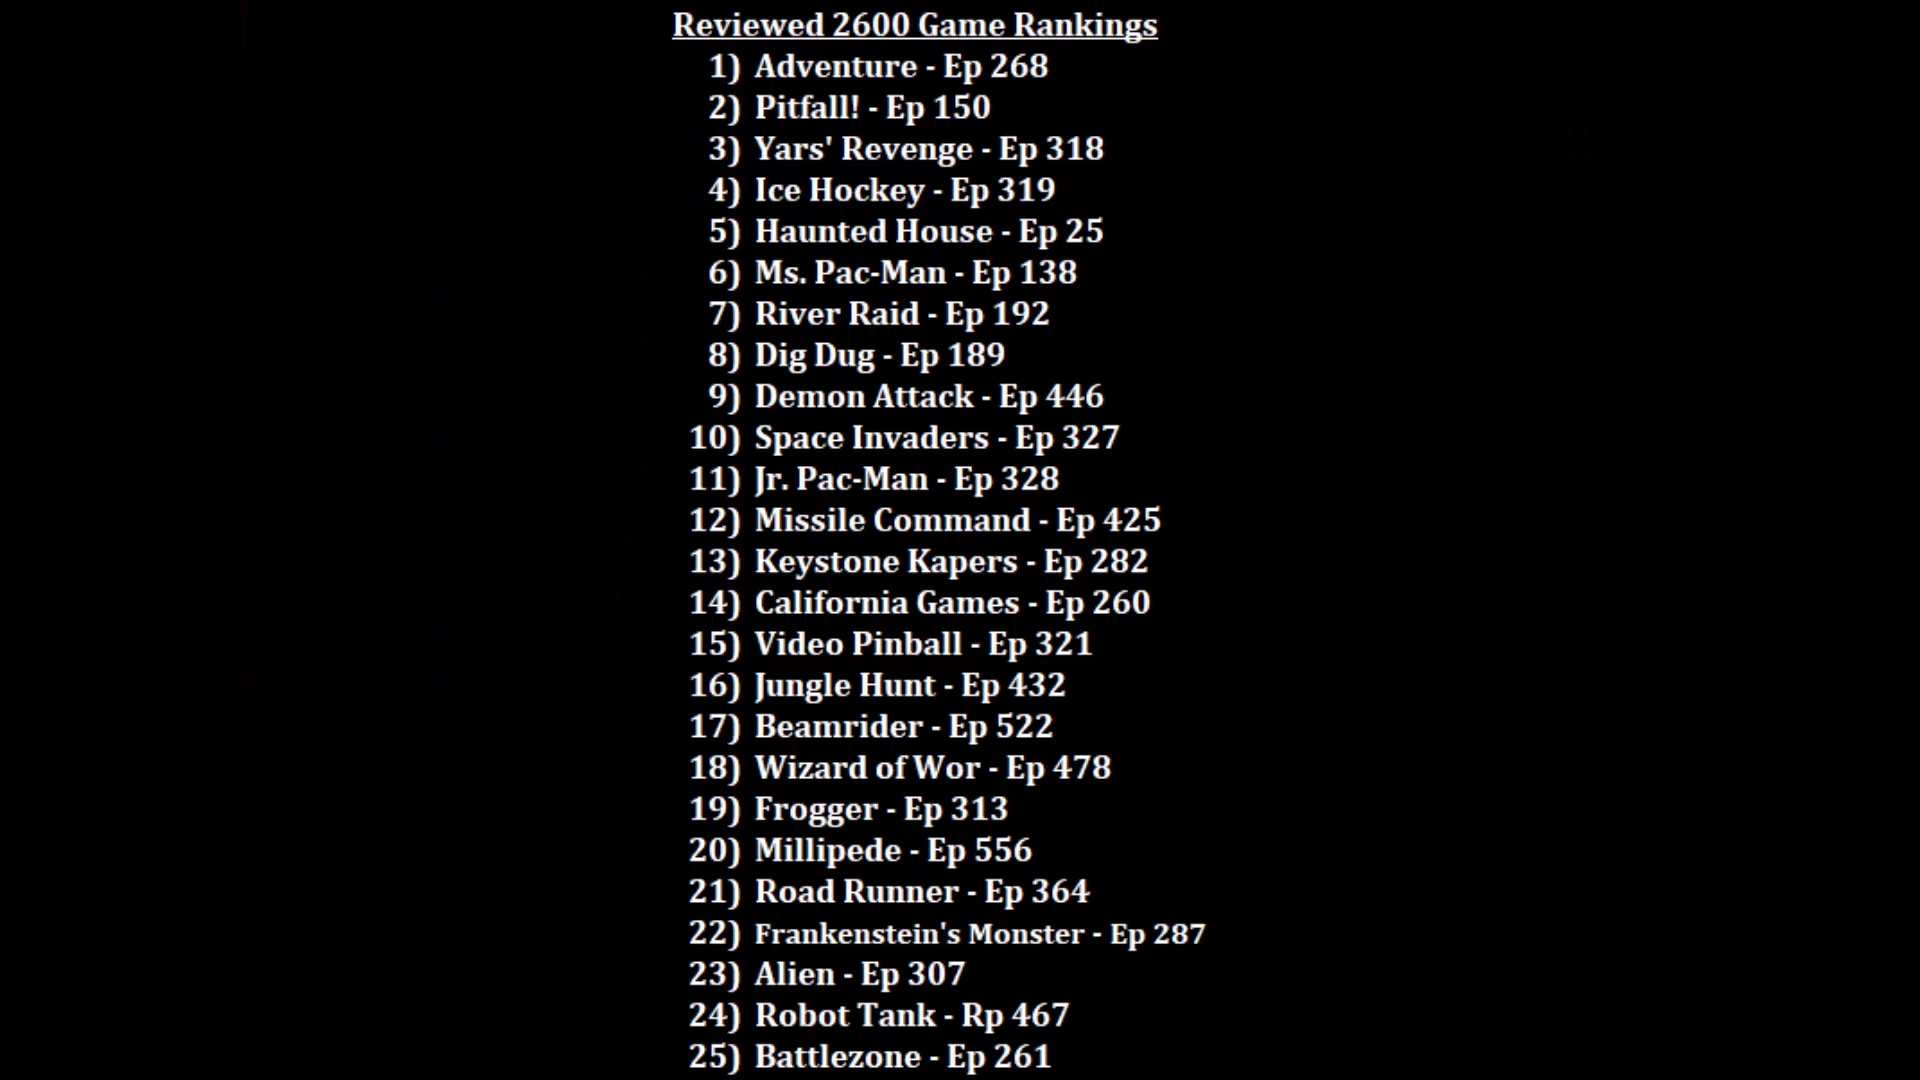 Reviewed 2600 Game Rankings
1) Adventure - Ep 268
2) Pitfall! - Ep 150
3) Yars' Revenge - Ep 318
4) Ice Hockey - Ep 319
5) Haunted House - Ep 25
6) Ms. Pac-Man - Ep 138
7) River Raid - Ep 192
8) Dig Dug - Ep 189
9) Demon Attack - Ep 446
10) Space Invaders - Ep 327
11) Jr. Pac-Man - Ep 328
12) Missile Command - Ep 425
13) Keystone Kapers - Ep 282
14) California Games - Ep 260
15) Video Pinball - Ep 321
16) Jungle Hunt - Ep 432
17) Beamrider - Ep 522
18) Wizard of Wor - Ep 478
19) Frogger - Ep 313
20) Millipede - Ep 556
21) Road Runner - Ep 364
22) Frankenstein's Monster - Ep 287
23) Alien - Ep 307
24) Robot Tank - Rp 467
25) Battlezone - Ep 261